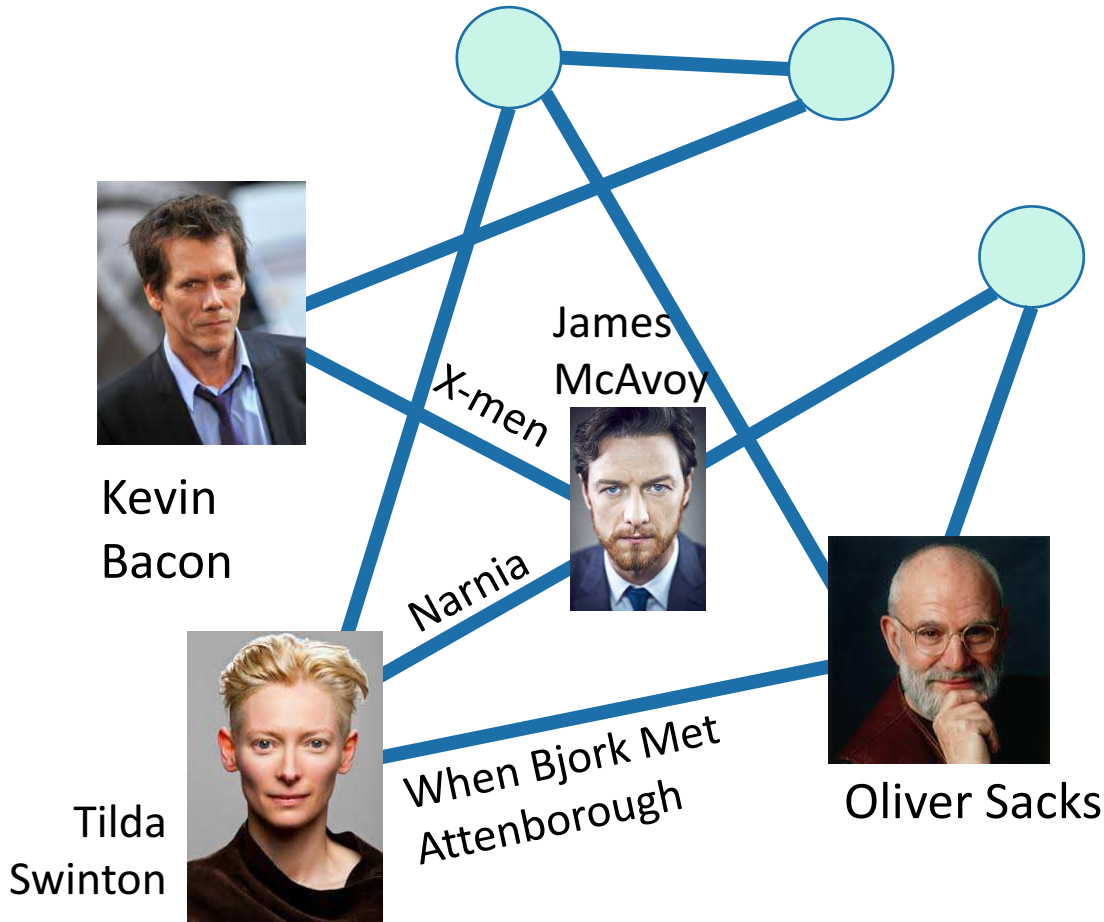 James
McAvoy
X-men
Kevin
Bacon
Narnia
When Bjork Met
Attenborough
Oliver Sacks
Tilda
Swinton